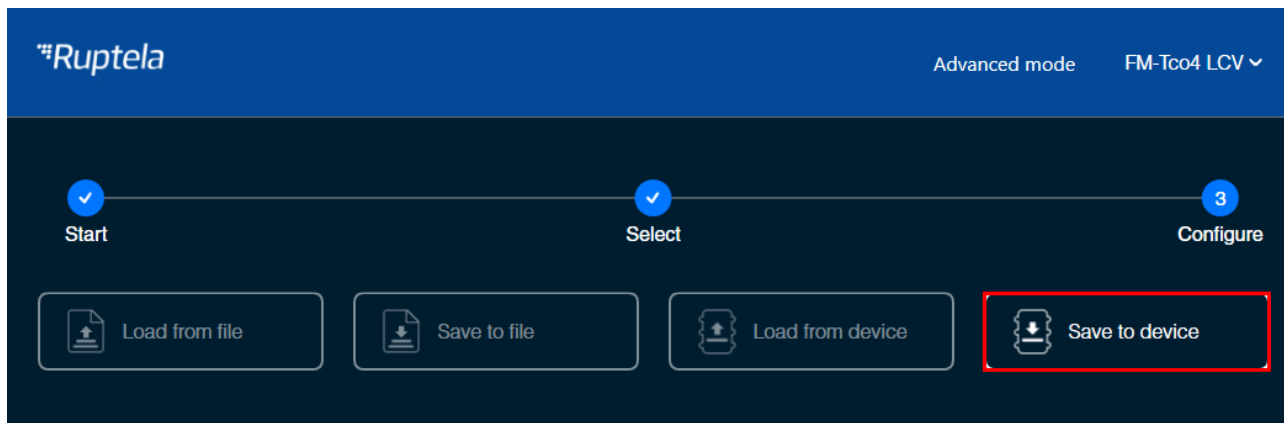 Ruptela
Advanced mode FM-Tco4 LCV
3
Start Select Configure
Load from file Save to file Load from device Save to device